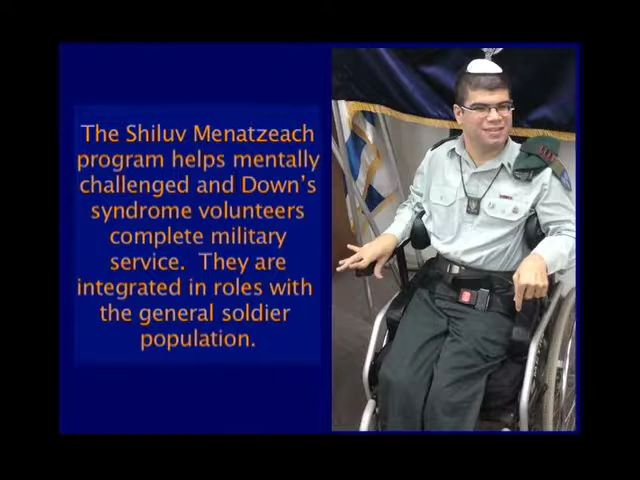 The Shiluv Menatzeach
program helps mentally
challenged and Down's
syndrome volunteers
complete military
service.  They are
integrated in roles with
the general soldier
population.